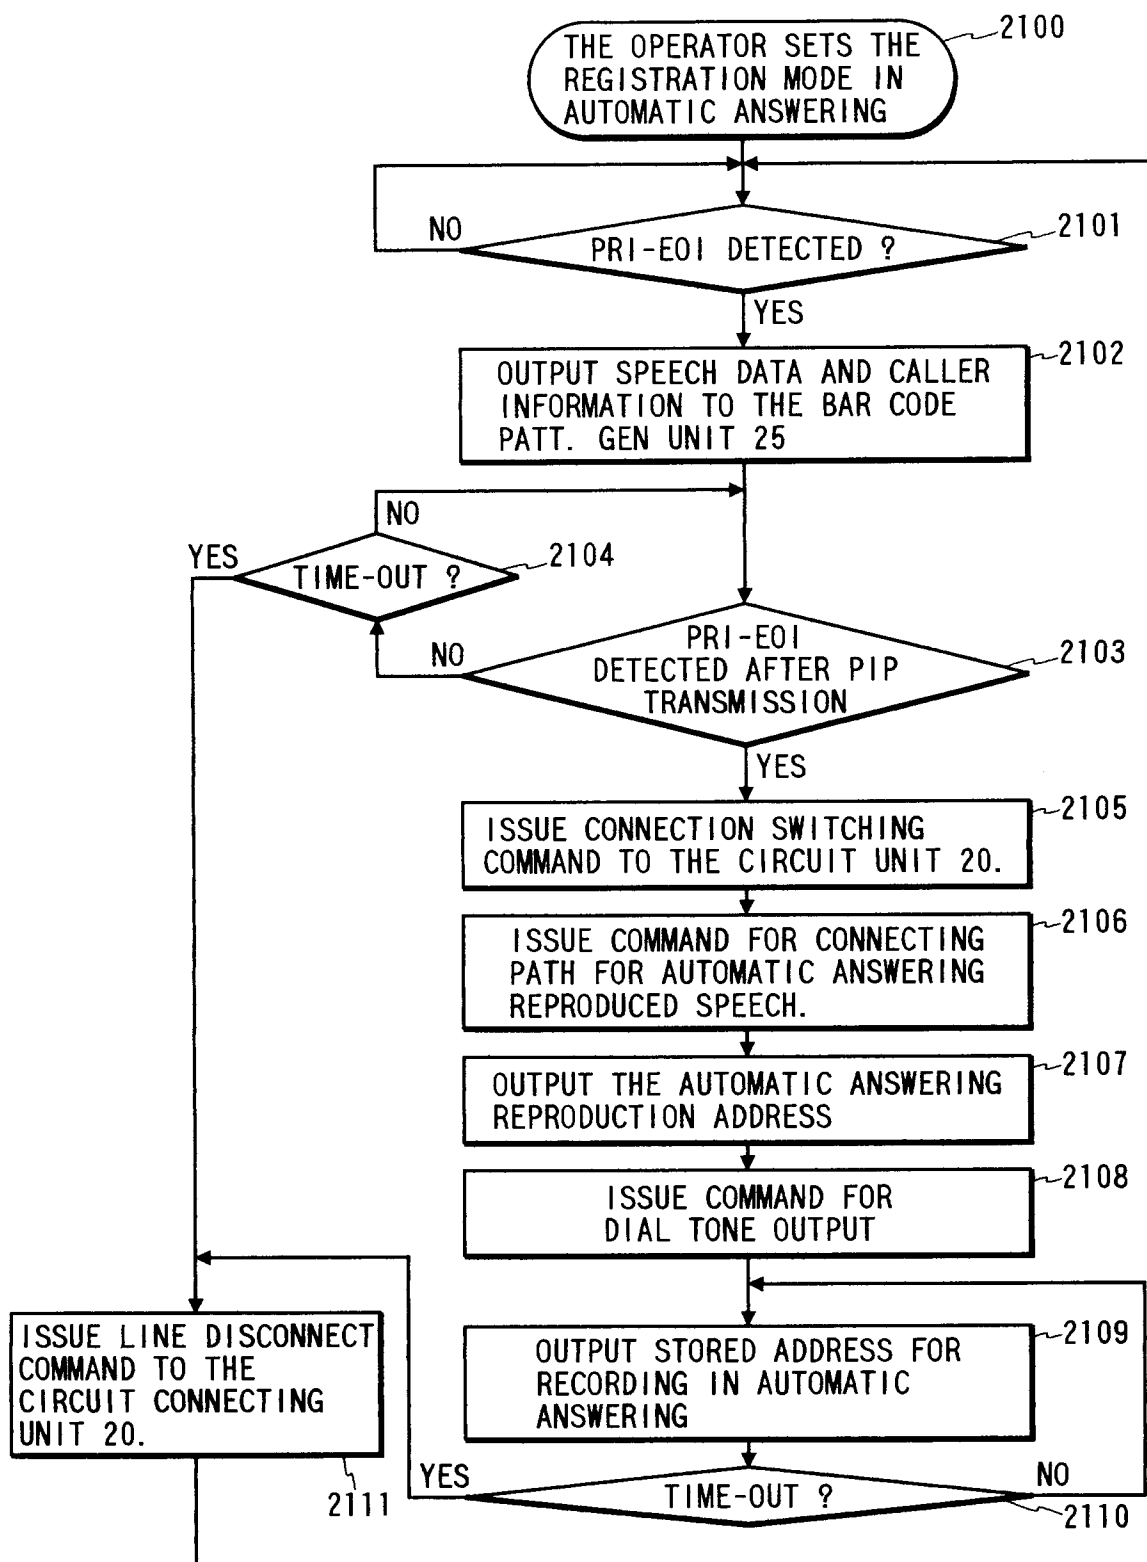 THE OPERATOR SETS THE
REGISTRATION MODE IN
AUTOMATIC ANSWERING
2100
NO
PRI-EOI DETECTED ?
2101
YES
OUTPUT SPEECH DATA AND CALLER
INFORMATION TO THE BAR CODE
PATT. GEN UNIT 25
2102
NO
YES
TIME-OUT ?
2104
NO
PRI-EOI
DETECTED AFTER PIP
TRANSMISSION
2103
YES
ISSUE CONNECTION SWITCHING
COMMAND TO THE CIRCUIT UNIT 20.
2105
ISSUE COMMAND FOR CONNECTING
PATH FOR AUTOMATIC ANSWERING
REPRODUCED SPEECH.
2106
OUTPUT THE AUTOMATIC ANSWERING
REPRODUCTION ADDRESS
2107
ISSUE COMMAND FOR
DIAL TONE OUTPUT
2108
OUTPUT STORED ADDRESS FOR
RECORDING IN AUTOMATIC
ANSWERING
2109
ISSUE LINE DISCONNECT
COMMAND TO THE
CIRCUIT CONNECTING
UNIT 20.
2111
YES
TIME-OUT ?
NO
2110